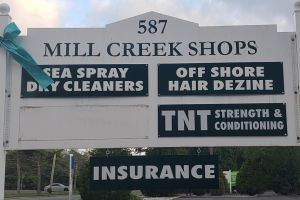 587
MILL CREEK SHOPS
SEA SPRAY
DRY CLEANERS
OFF SHORE
HAIR DEZINE
TNT STRENGTH &
CONDITIONING
INSURANCE